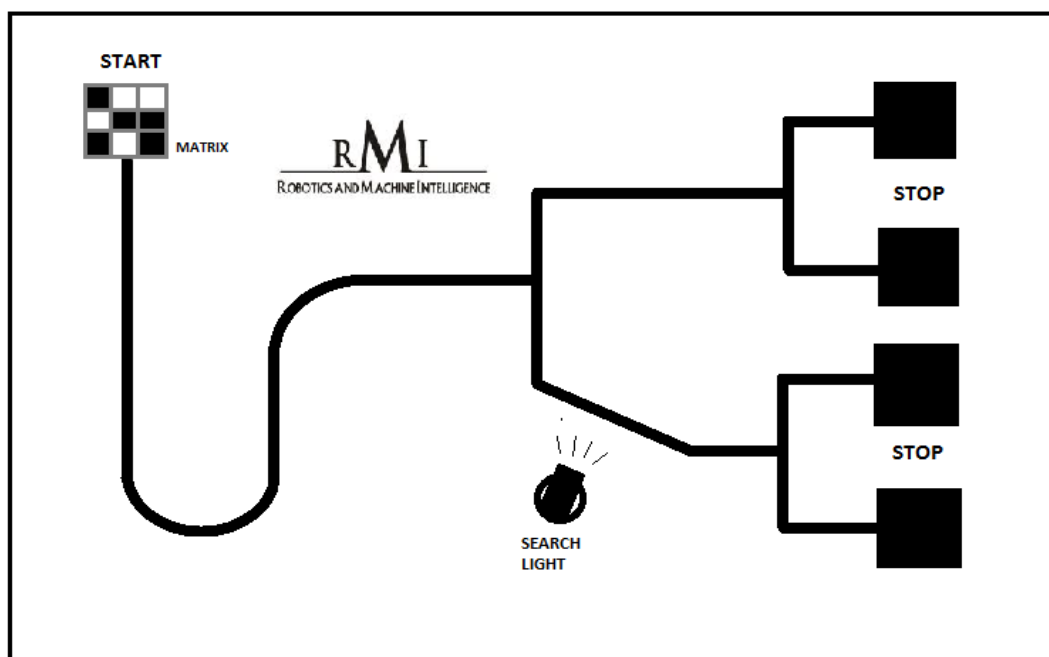 START
MATRIX
RMI
ROBOTICS AND MACHINE INTELLIGENCE
STOP
STOP
SEARCH
LIGHT